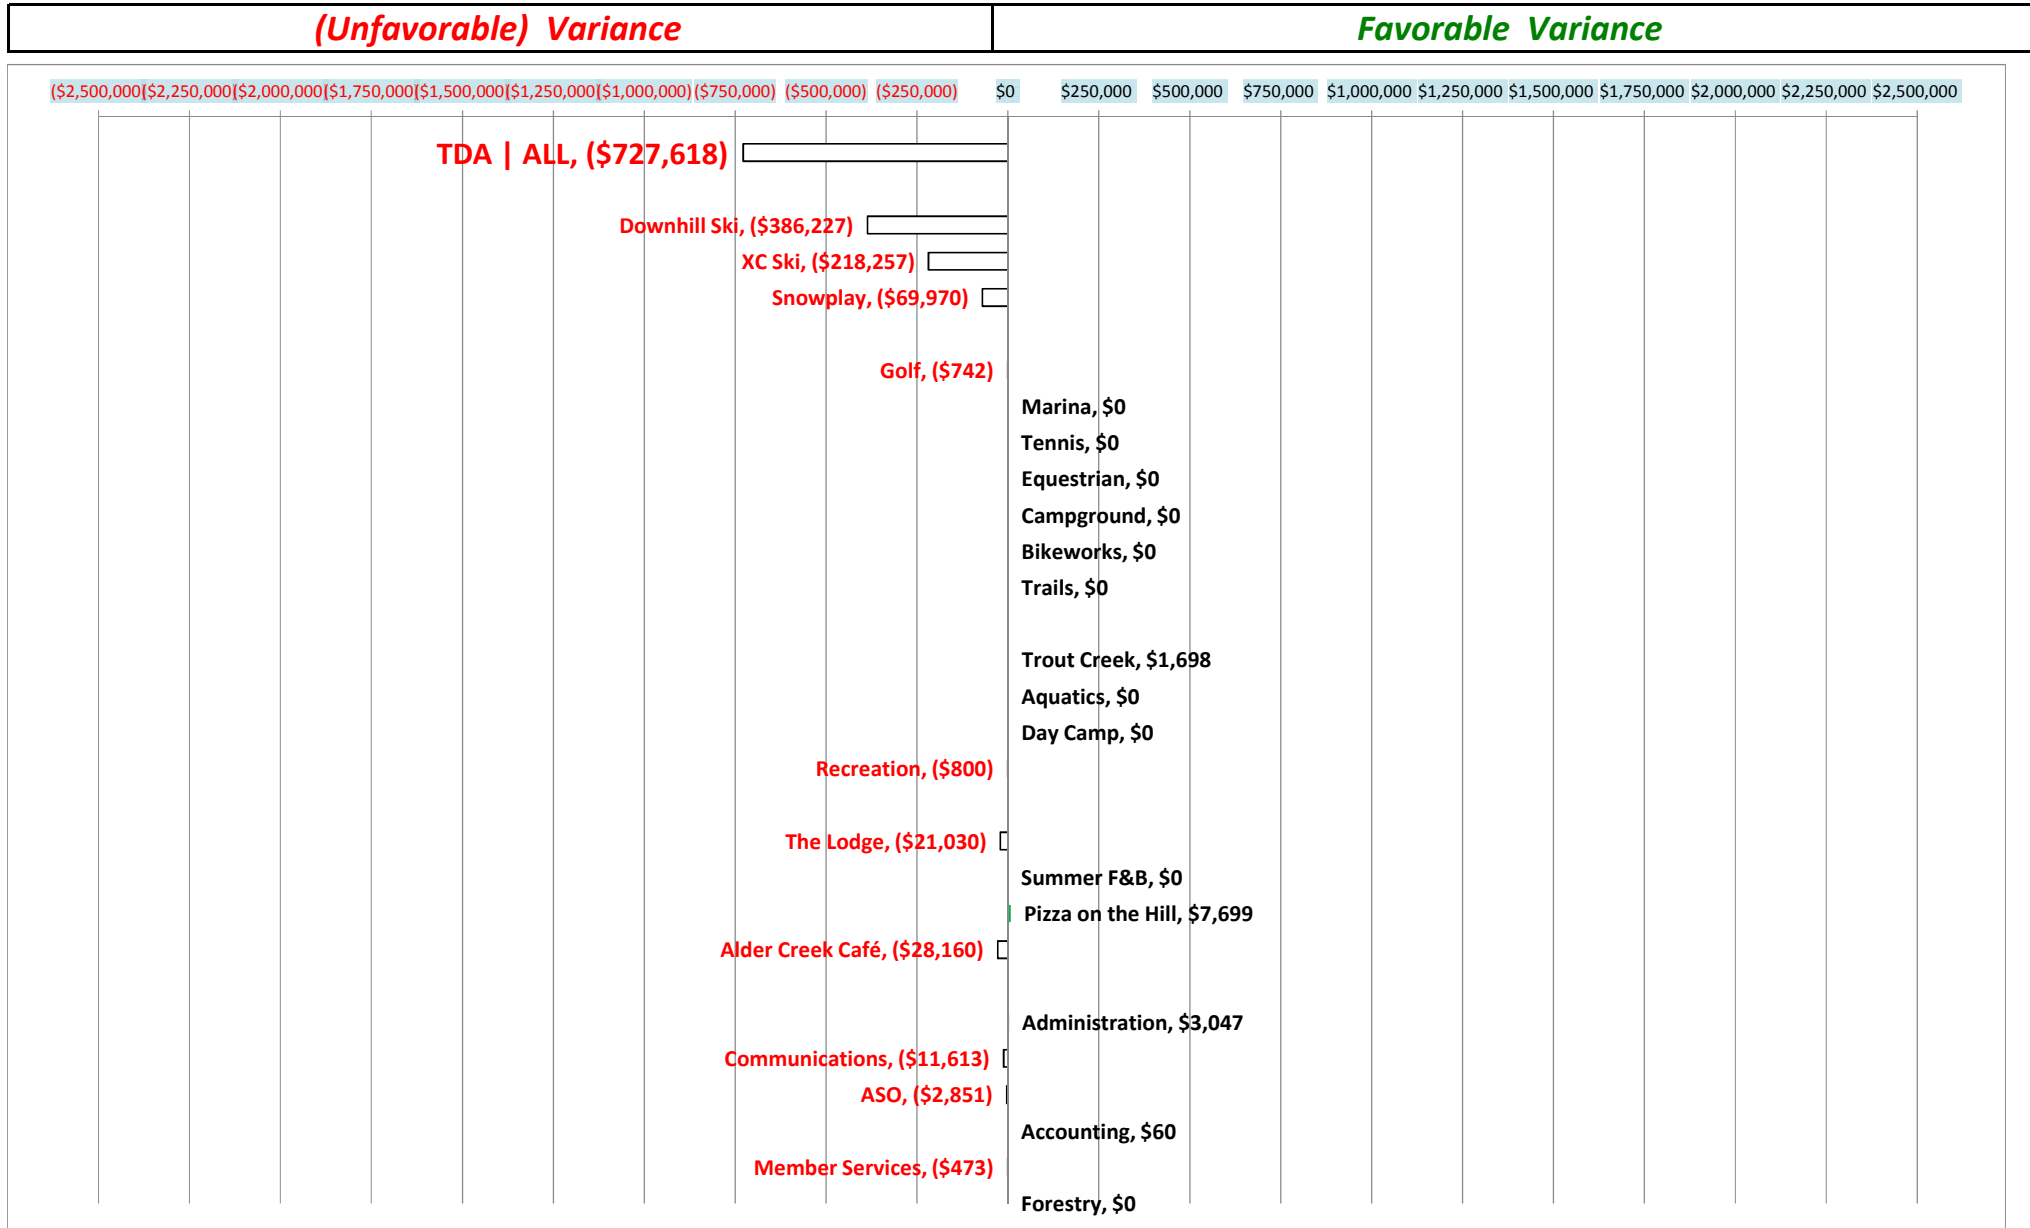 (Unfavorable) Variance
Favorable Variance
($2,500,000) ($2,250,000) ($2,000,000) ($1,750,000) ($1,500,000) ($1,250,000) ($1,000,000) ($750,000) ($500,000) ($250,000) $0 $250,000 $500,000 $750,000 $1,000,000 $1,250,000 $1,500,000 $1,750,000 $2,000,000 $2,250,000 $2,500,000
TDA | ALL, ($727,618)
Downhill Ski, ($386,227)
XC Ski, ($218,257)
Snowplay, ($69,970)
Golf, ($742)
Marina, $0
Tennis, $0
Equestrian, $0
Campground, $0
Bikeworks, $0
Trails, $0
Trout Creek, $1,698
Aquatics, $0
Day Camp, $0
Recreation, ($800)
The Lodge, ($21,030)
Summer F&B, $0
Pizza on the Hill, $7,699
Alder Creek Café, ($28,160)
Administration, $3,047
Communications, ($11,613)
ASO, ($2,851)
Accounting, $60
Member Services, ($473)
Forestry, $0